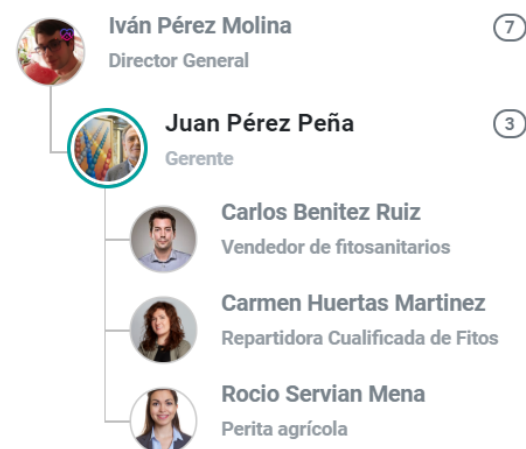 Iván Pérez Molina
7
Director General
Juan Pérez Peña
3
Gerente
Carlos Benitez Ruiz
Vendedor de fitosanitarios
Carmen Huertas Martinez
Repartidora Cualificada de Fitos
Rocio Servian Mena
Perita agrícola